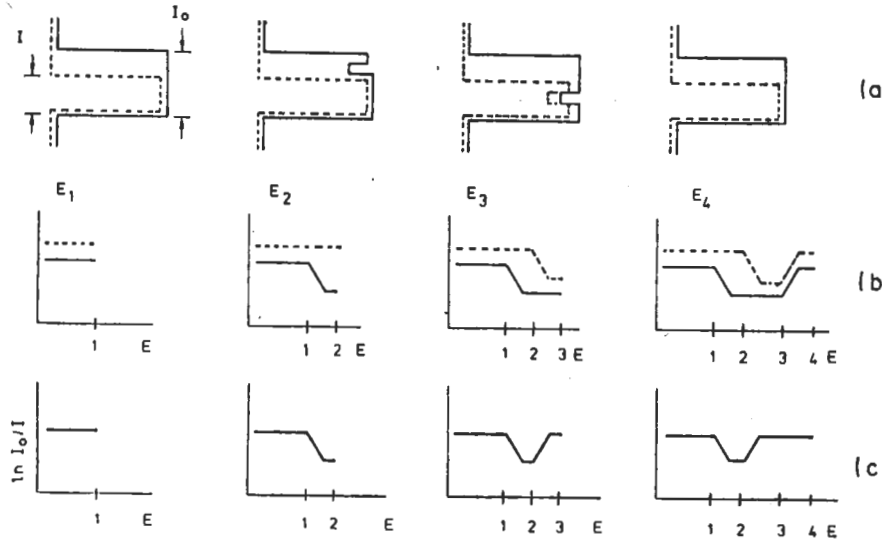 I I₀
(a
E₁ E₂ E₃ E₄
(b
1 E 1 2 E 1 2 3 E 1 2 3 4 E
ln I₀/I
(c
1 E 1 2 E 1 2 3 E 1 2 3 4 E